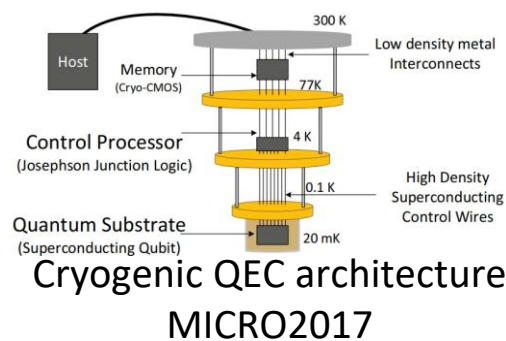 300 K
Host
Low density metal
Interconnects
Memory
(Cryo-CMOS)
77K
Control Processor
(Josephson Junction Logic)
4 K
0.1 K
High Density
Superconducting
Control Wires
Quantum Substrate
(Superconducting Qubit)
20 mK
Cryogenic QEC architecture
MICRO2017